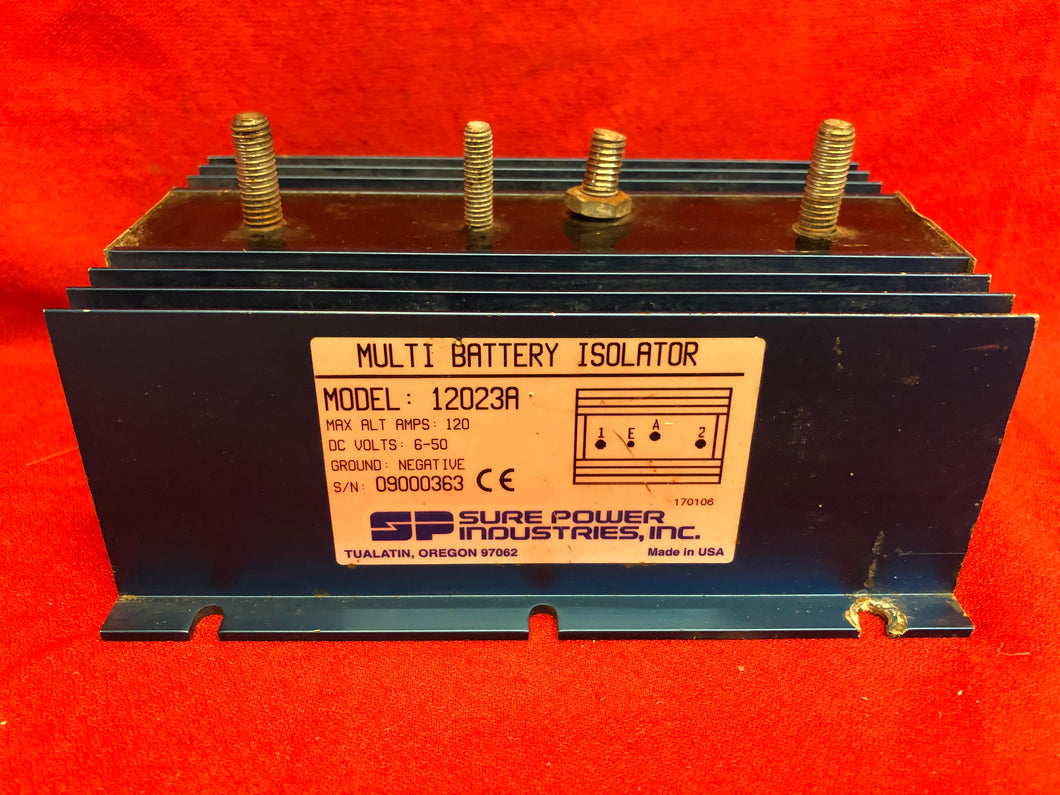 MULTI BATTERY ISOLATOR
MODEL: 12023A
MAX ALT AMPS: 120
DC VOLTS: 6-50
GROUND: NEGATIVE
S/N: 09000363 CE
1 E A 2
170106
SP SURE POWER
INDUSTRIES, INC.
TUALATIN, OREGON 97062 Made in USA